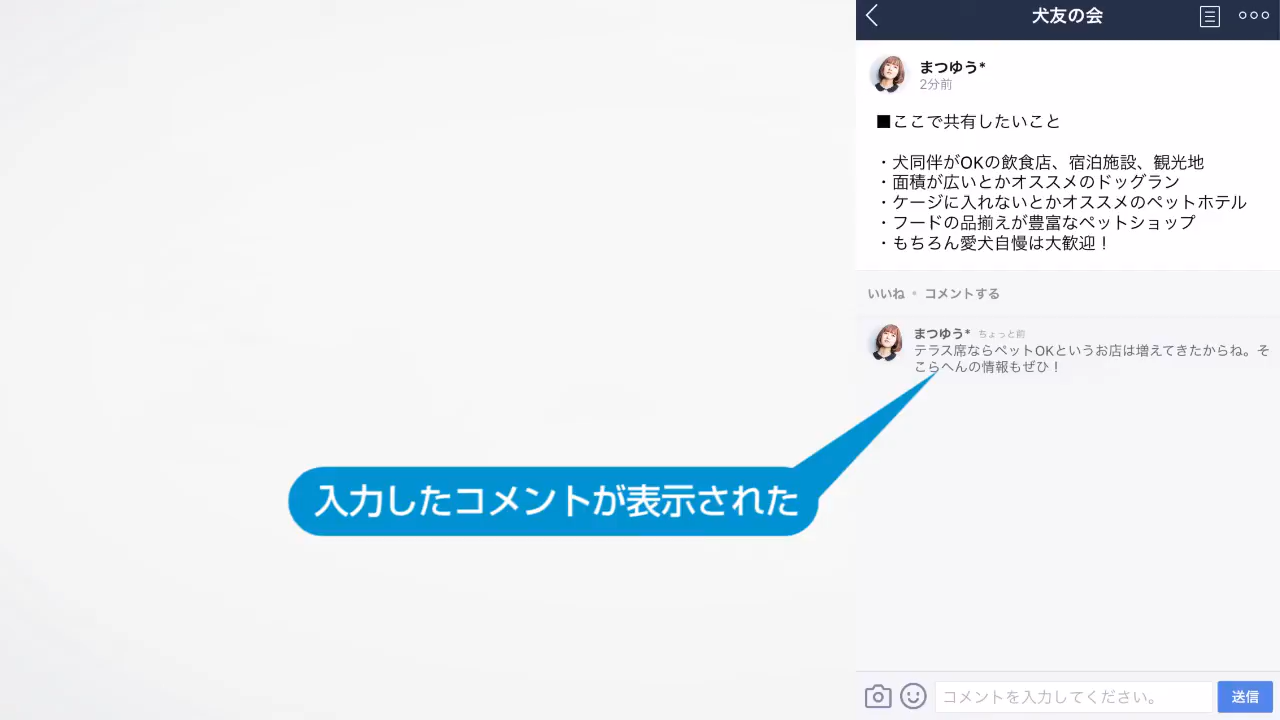 犬友の会
まつゆう*
2分前
■ここで共有したいこと
・犬同伴がOKの飲食店、宿泊施設、観光地
・面積が広いとかオススメのドッグラン
・ケージに入れないとかオススメのペットホテル
・フードの品揃えが豊富なペットショップ
・もちろん愛犬自慢は大歓迎！
いいね • コメントする
まつゆう* ちょっと前
テラス席ならペットOKというお店は増えてきたからね。そ
こらへんの情報もぜひ！
入力したコメントが表示された
コメントを入力してください。
送信